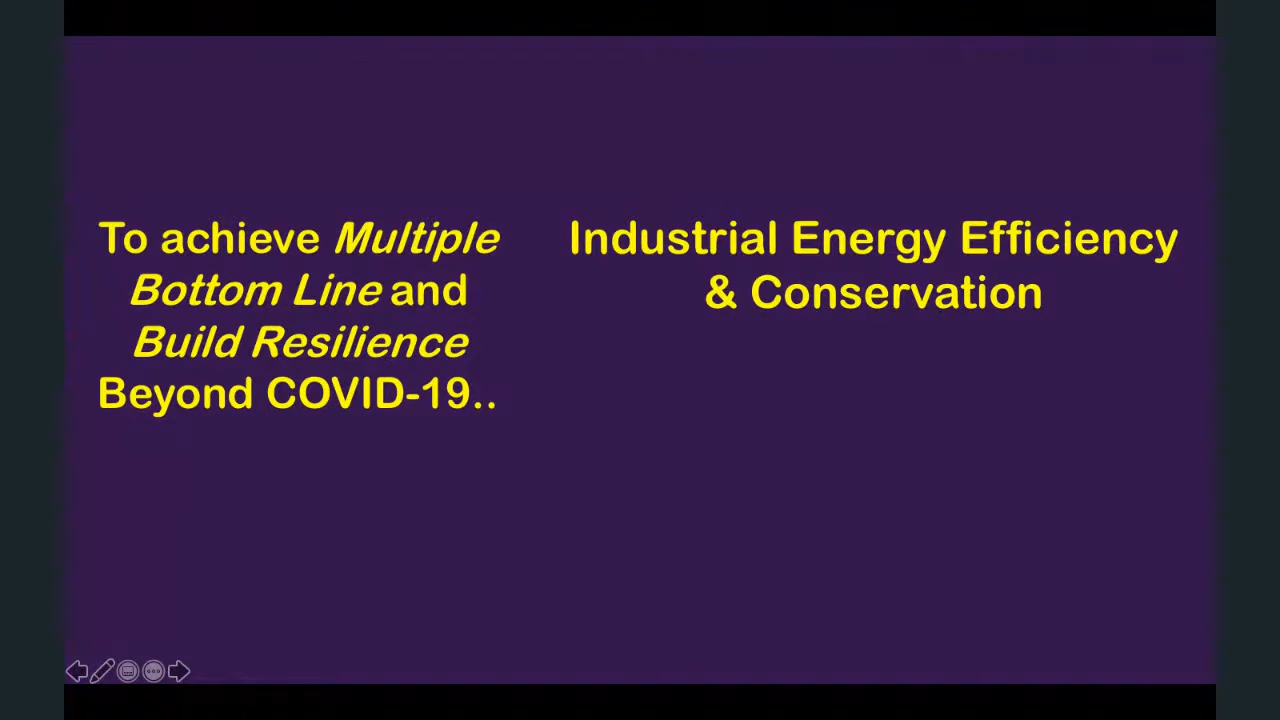 To achieve Multiple
Bottom Line and
Build Resilience
Beyond COVID-19..
Industrial Energy Efficiency
& Conservation